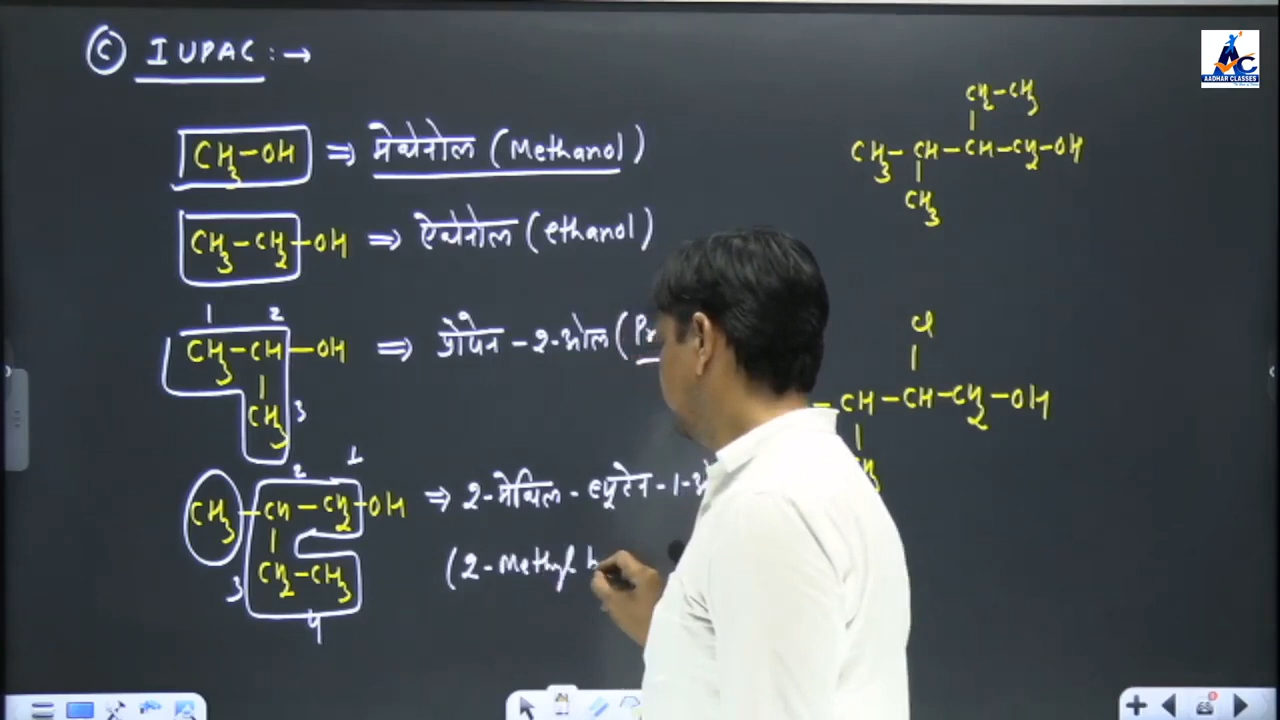 Ⓒ IUPAC :→
CH3-OH ⇒ मेथेनोल (Methanol)
CH3-CH2-OH ⇒ ऐथेनोल (ethanol)
1 2
CH3-CH-OH ⇒ प्रोपेन-2-ओल (Pr
CH3 3
2 1
CH3-CH-CH2-OH ⇒ 2-मेथिल-ब्यूटेन-1-ओ
CH2-CH3
3 4
(2-Methyl b
CH2-CH3
CH3-CH-CH-CH2-OH
CH3
Cl
-CH-CH-CH2-OH
AC
AADHAR CLASSES